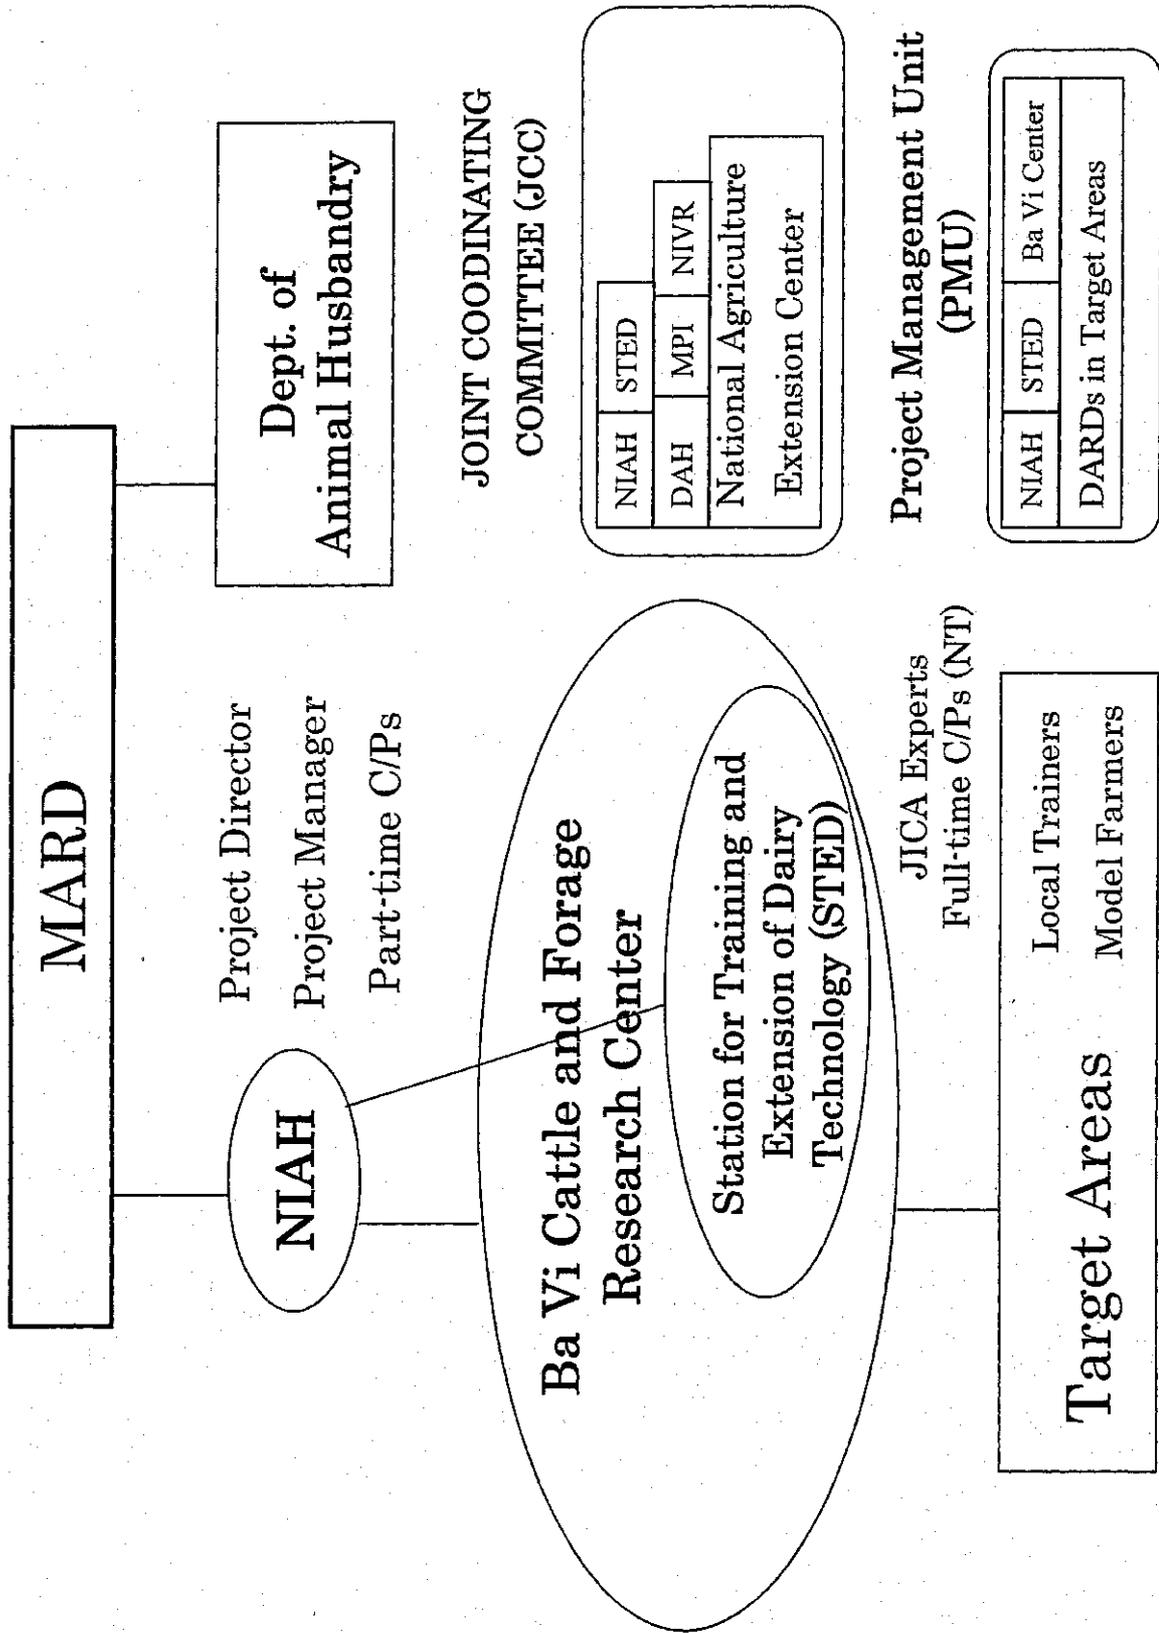 MARD
NIAH
Project Director
Project Manager
Part-time C/Ps
Dept. of
Animal Husbandry
Ba Vi Cattle and Forage
Research Center
Station for Training and
Extension of Dairy
Technology (STED)
JICA Experts
Full-time C/Ps (NT)
Target Areas
Local Trainers
Model Farmers
JOINT COODINATING
COMMITTEE (JCC)
NIAH STED
DAH MPI NIVR
National Agriculture
Extension Center
Project Management Unit
(PMU)
NIAH STED Ba Vi Center
DARDs in Target Areas